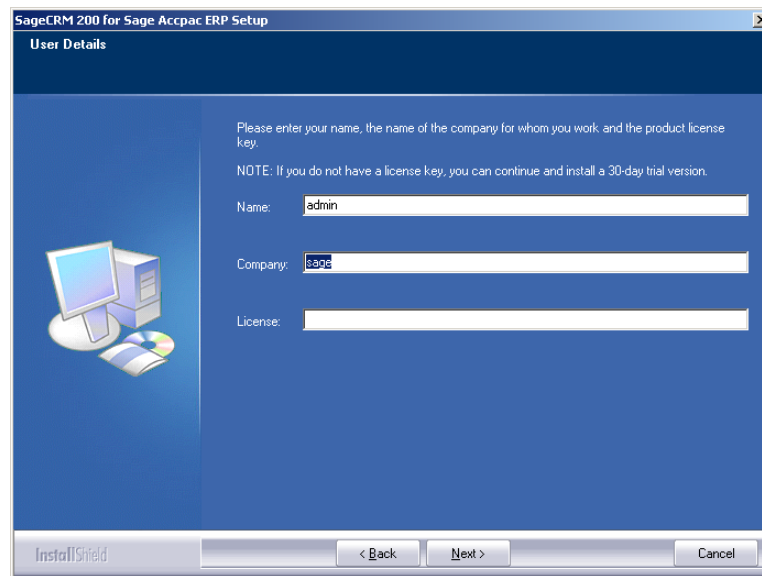 SageCRM 200 for Sage Accpac ERP Setup
User Details
Please enter your name, the name of the company for whom you work and the product license
key.
NOTE: If you do not have a license key, you can continue and install a 30-day trial version.
Name: admin
Company: sage
License:
InstallShield
< Back
Next >
Cancel